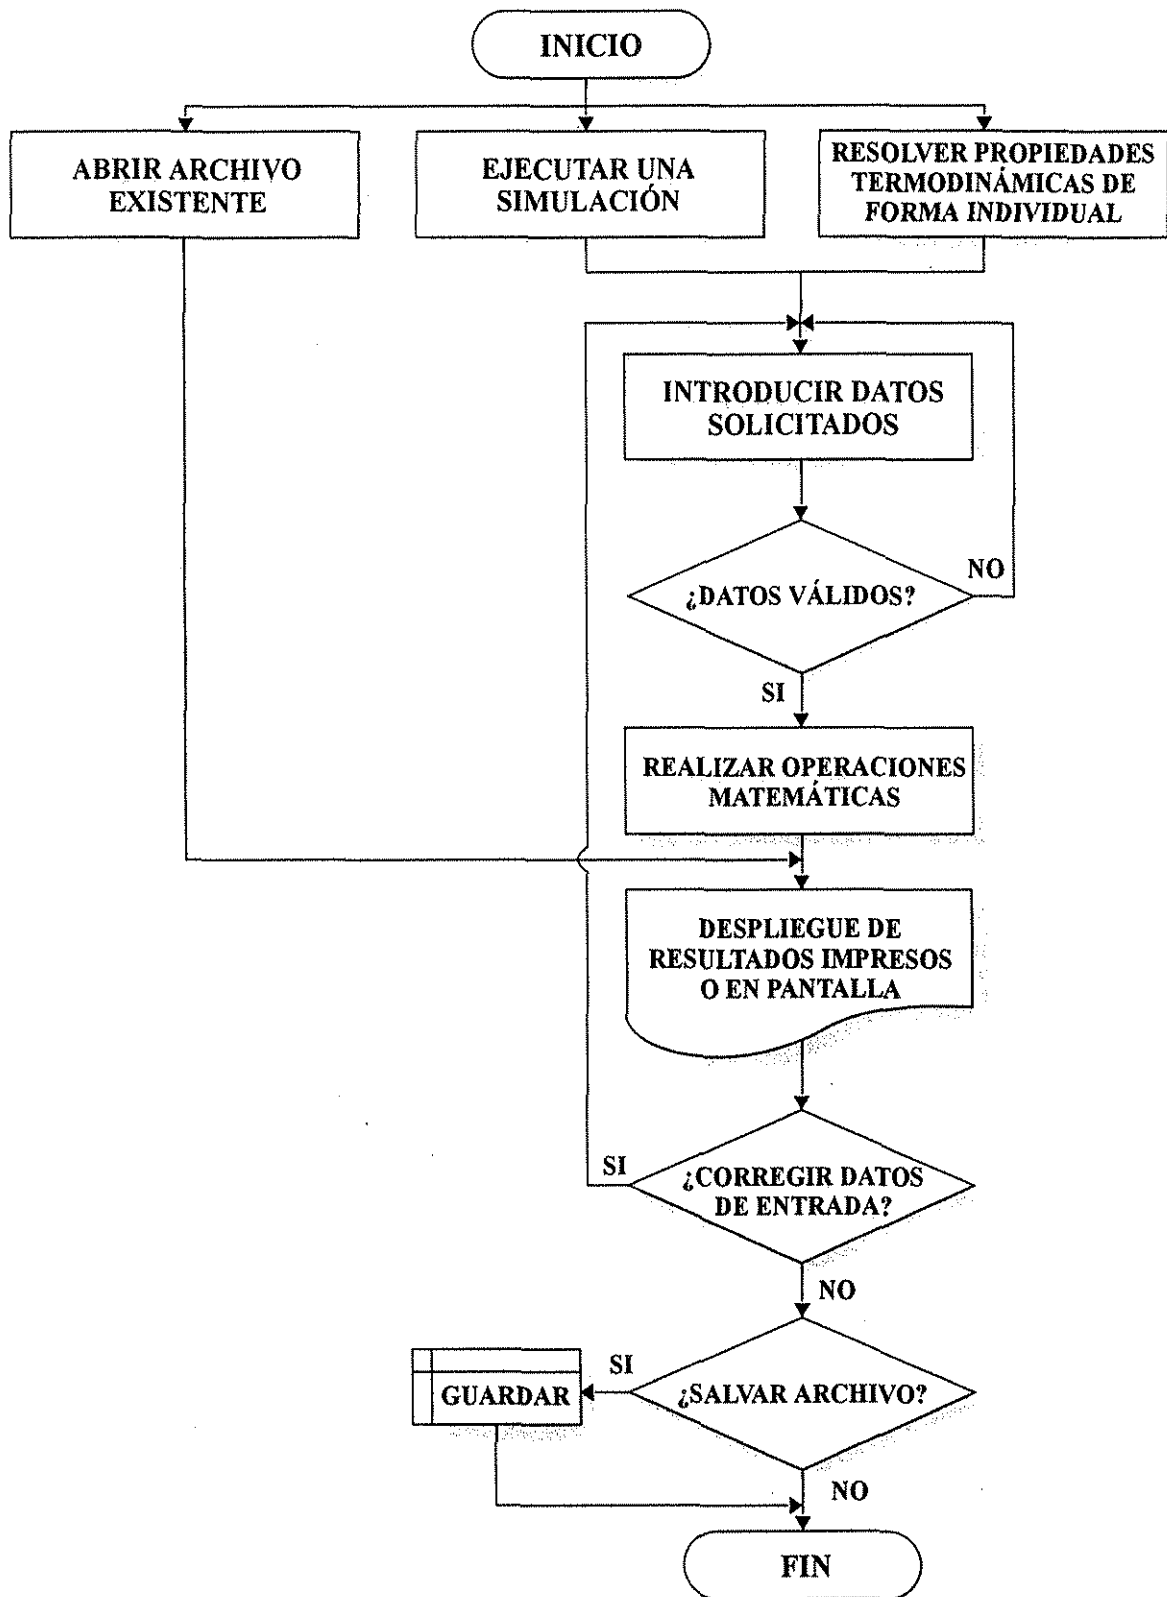 INICIO
ABRIR ARCHIVO
EXISTENTE
EJECUTAR UNA
SIMULACIÓN
RESOLVER PROPIEDADES
TERMODINÁMICAS DE
FORMA INDIVIDUAL
INTRODUCIR DATOS
SOLICITADOS
¿DATOS VÁLIDOS?
NO
SI
REALIZAR OPERACIONES
MATEMÁTICAS
DESPLIEGUE DE
RESULTADOS IMPRESOS
O EN PANTALLA
SI
¿CORREGIR DATOS
DE ENTRADA?
NO
SI
GUARDAR
¿SALVAR ARCHIVO?
NO
FIN